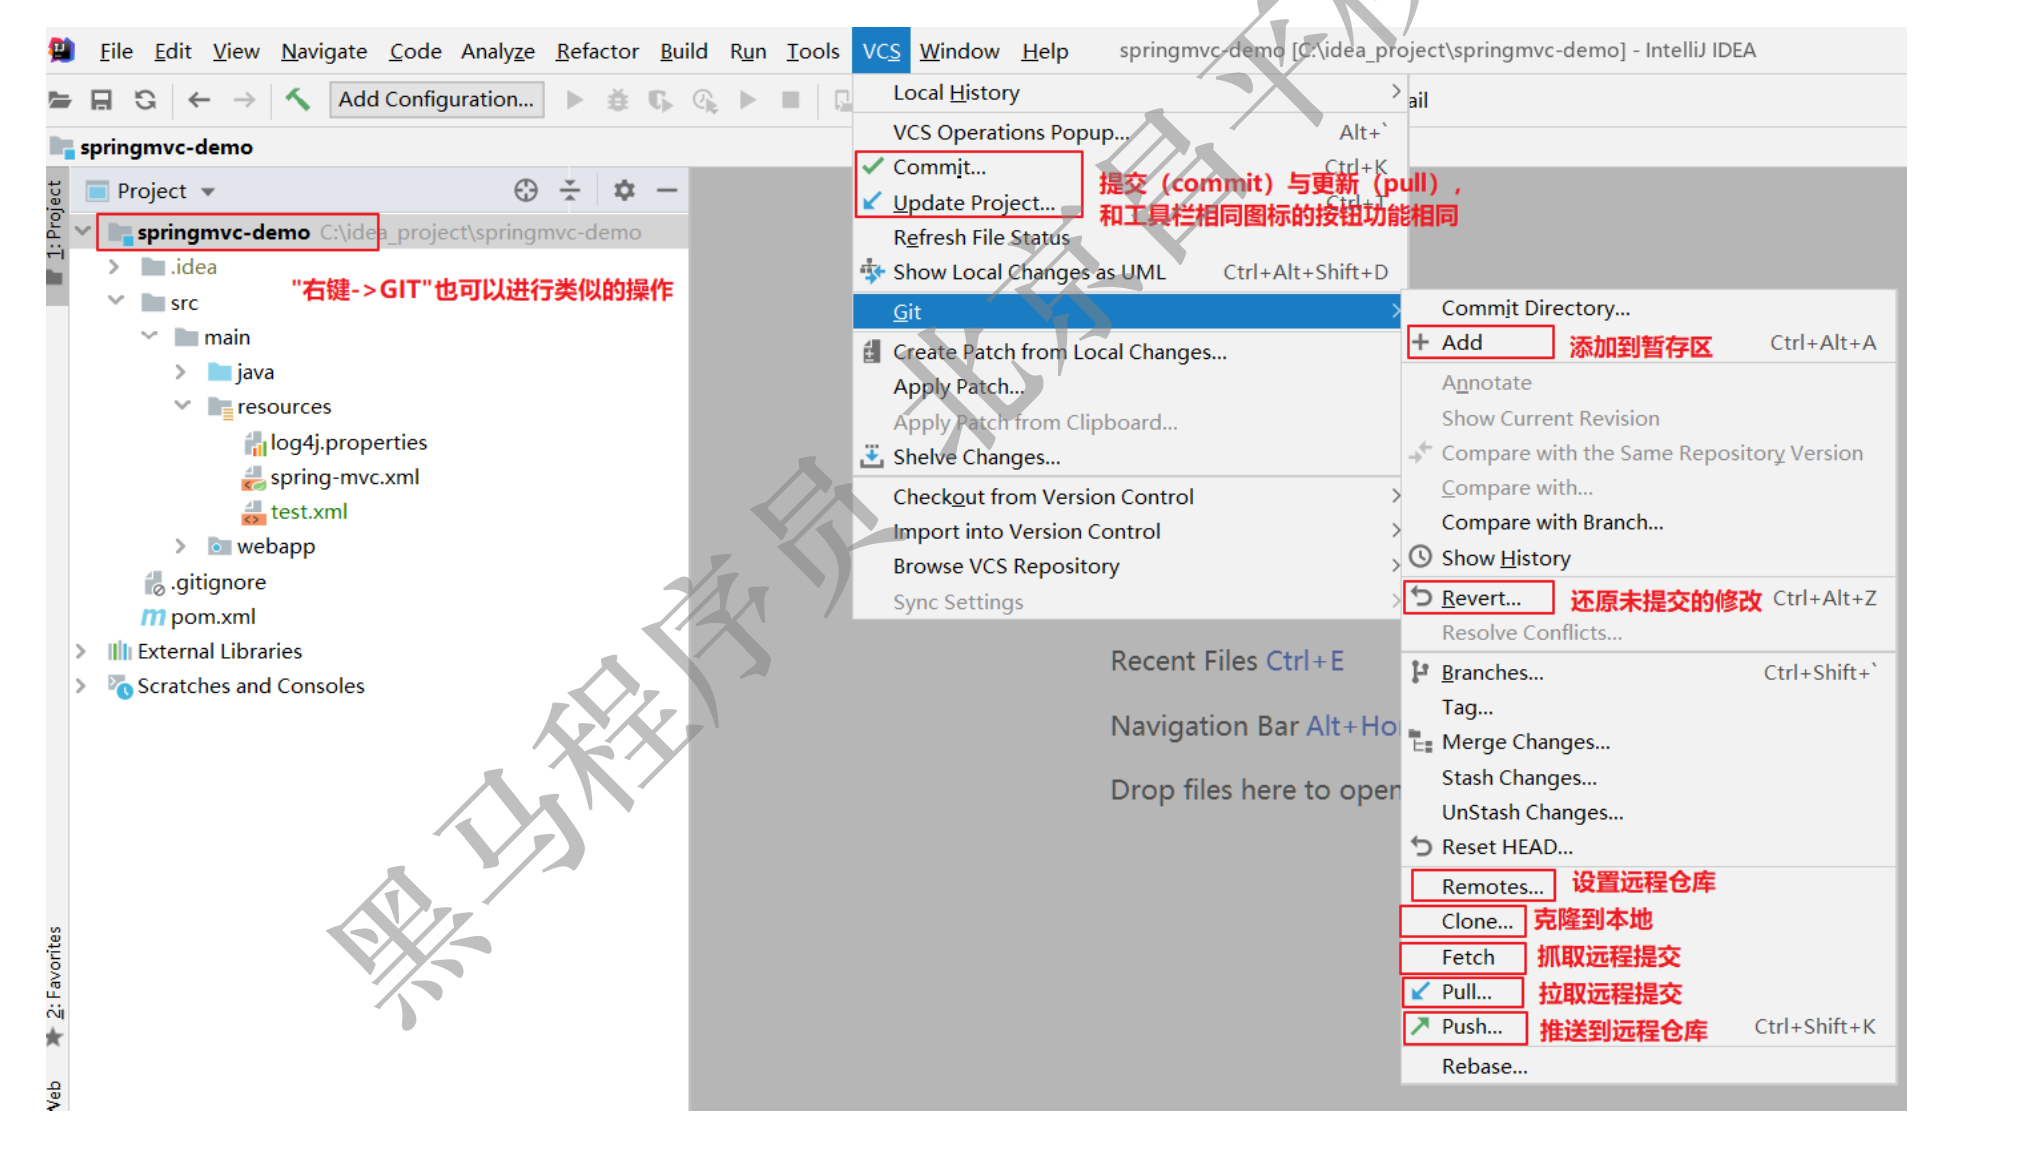 File Edit View Navigate Code Analyze Refactor Build Run Tools VCS Window Help springmvc-demo [C:\idea_project\springmvc-demo] - IntelliJ IDEA
Add Configuration...
ail
springmvc-demo
1: Project
Project
springmvc-demo C:\idea_project\springmvc-demo
.idea
"右键->GIT"也可以进行类似的操作
src
main
java
resources
log4j.properties
spring-mvc.xml
test.xml
webapp
.gitignore
pom.xml
External Libraries
Scratches and Consoles
2: Favorites
Web
Local History
VCS Operations Popup... Alt+`
Commit... Ctrl+K
Update Project... Ctrl+T
提交（commit）与更新（pull），
和工具栏相同图标的按钮功能相同
Refresh File Status
Show Local Changes as UML Ctrl+Alt+Shift+D
Git
Create Patch from Local Changes...
Apply Patch...
Apply Patch from Clipboard...
Shelve Changes...
Checkout from Version Control
Import into Version Control
Browse VCS Repository
Sync Settings
Recent Files Ctrl+E
Navigation Bar Alt+Ho
Drop files here to open
Commit Directory...
Add 添加到暂存区 Ctrl+Alt+A
Annotate
Show Current Revision
Compare with the Same Repository Version
Compare with...
Compare with Branch...
Show History
Revert... 还原未提交的修改 Ctrl+Alt+Z
Resolve Conflicts...
Branches... Ctrl+Shift+`
Tag...
Merge Changes...
Stash Changes...
UnStash Changes...
Reset HEAD...
Remotes... 设置远程仓库
Clone... 克隆到本地
Fetch 抓取远程提交
Pull... 拉取远程提交
Push... 推送到远程仓库 Ctrl+Shift+K
Rebase...
黑马程序员 北京昌平校